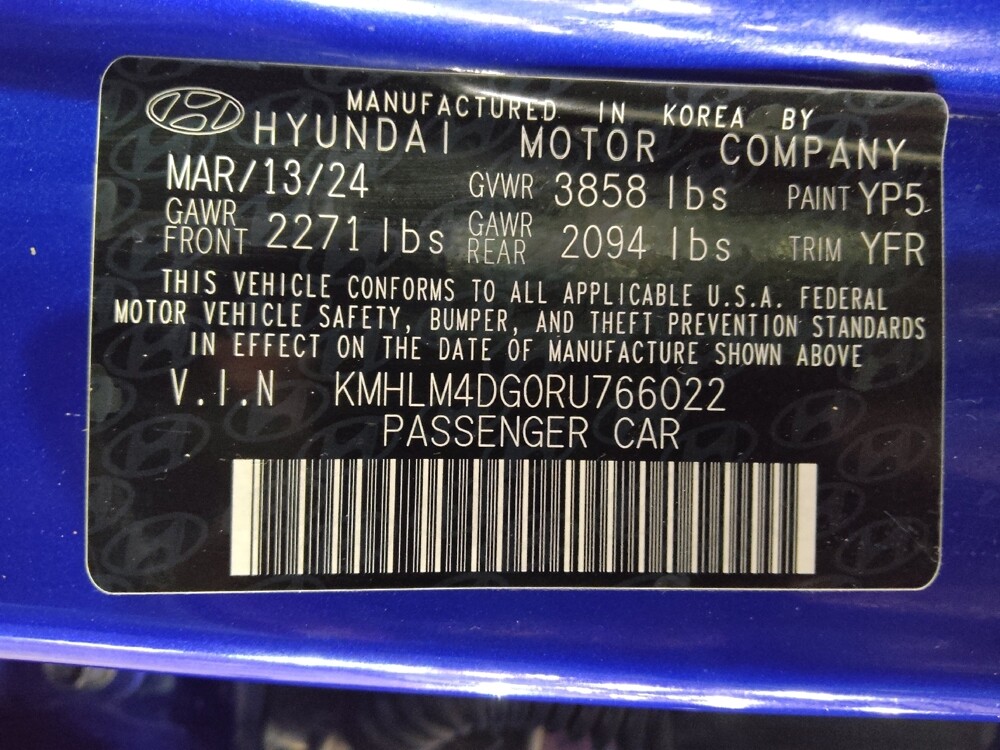 MANUFACTURED IN KOREA BY
HYUNDAI MOTOR COMPANY
MAR/13/24 GVWR 3858 lbs PAINT YP5
GAWR FRONT 2271 lbs GAWR REAR 2094 lbs TRIM YFR
THIS VEHICLE CONFORMS TO ALL APPLICABLE U.S.A. FEDERAL
MOTOR VEHICLE SAFETY, BUMPER, AND THEFT PREVENTION STANDARDS
IN EFFECT ON THE DATE OF MANUFACTURE SHOWN ABOVE
V.I.N KMHLM4DG0RU766022
PASSENGER CAR